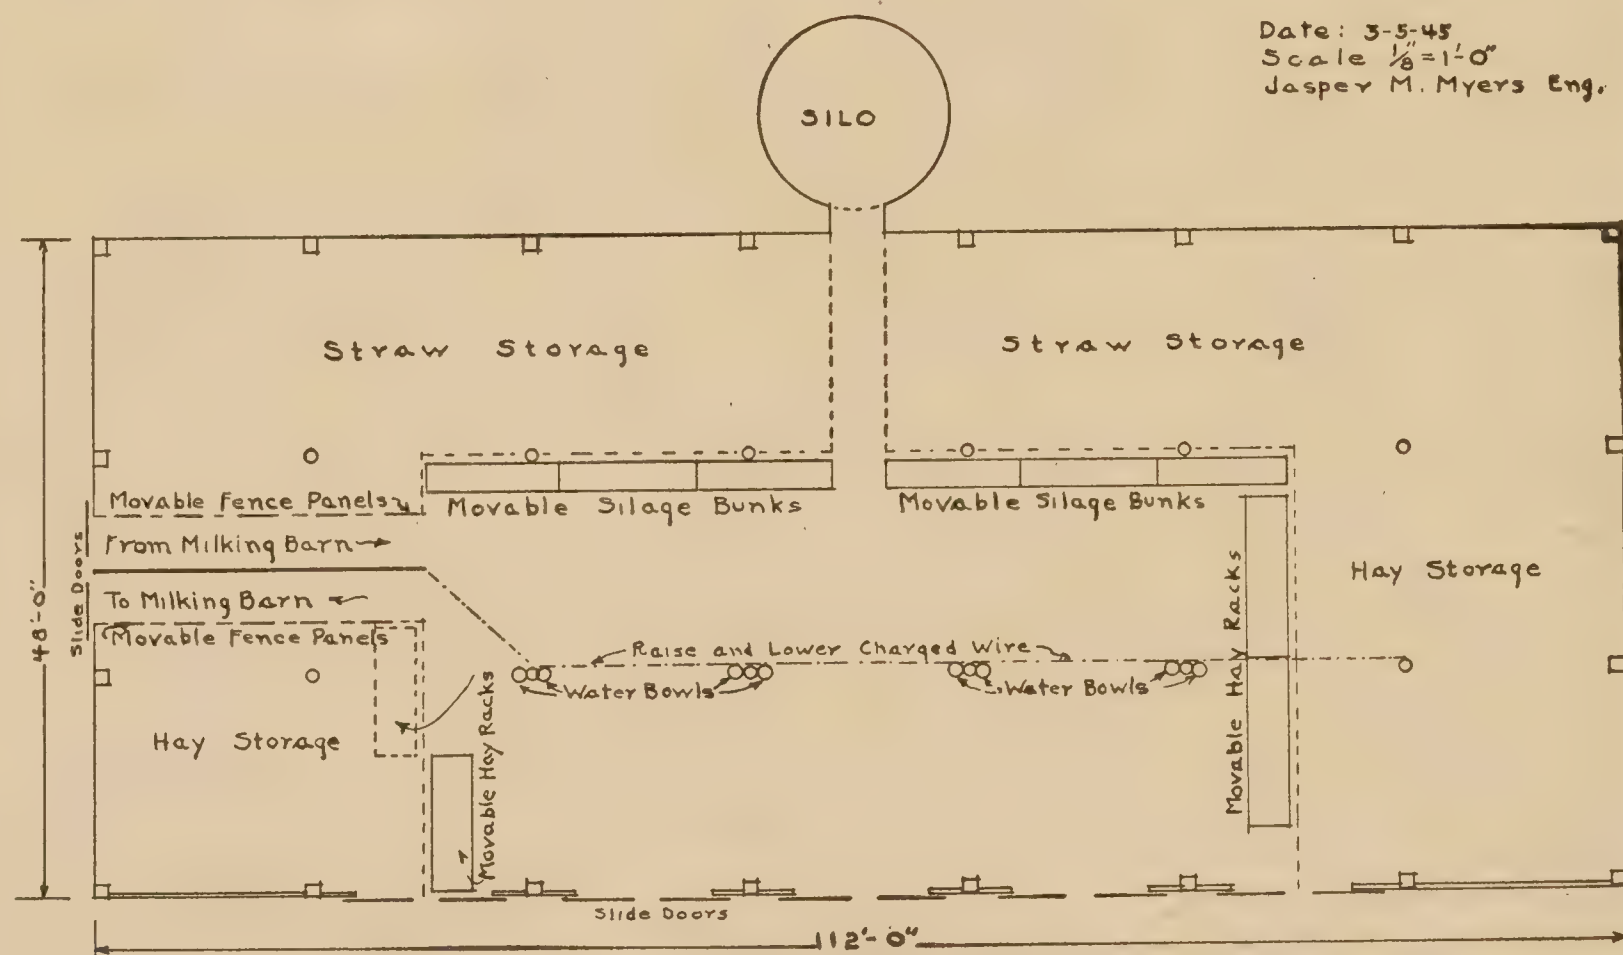 Date: 3-5-45
Scale 1/8"=1'-0"
Jasper M. Myers Eng.
SILO
Straw Storage
Straw Storage
Movable Fence Panels
Movable Silage Bunks
Movable Silage Bunks
From Milking Barn
Slide Doors
48'-0"
To Milking Barn
Movable Fence Panels
Hay Storage
Raise and Lower Charged Wire
Water Bowls
Water Bowls
Movable Hay Racks
Movable Hay Racks
Hay Storage
Slide Doors
112'-0"